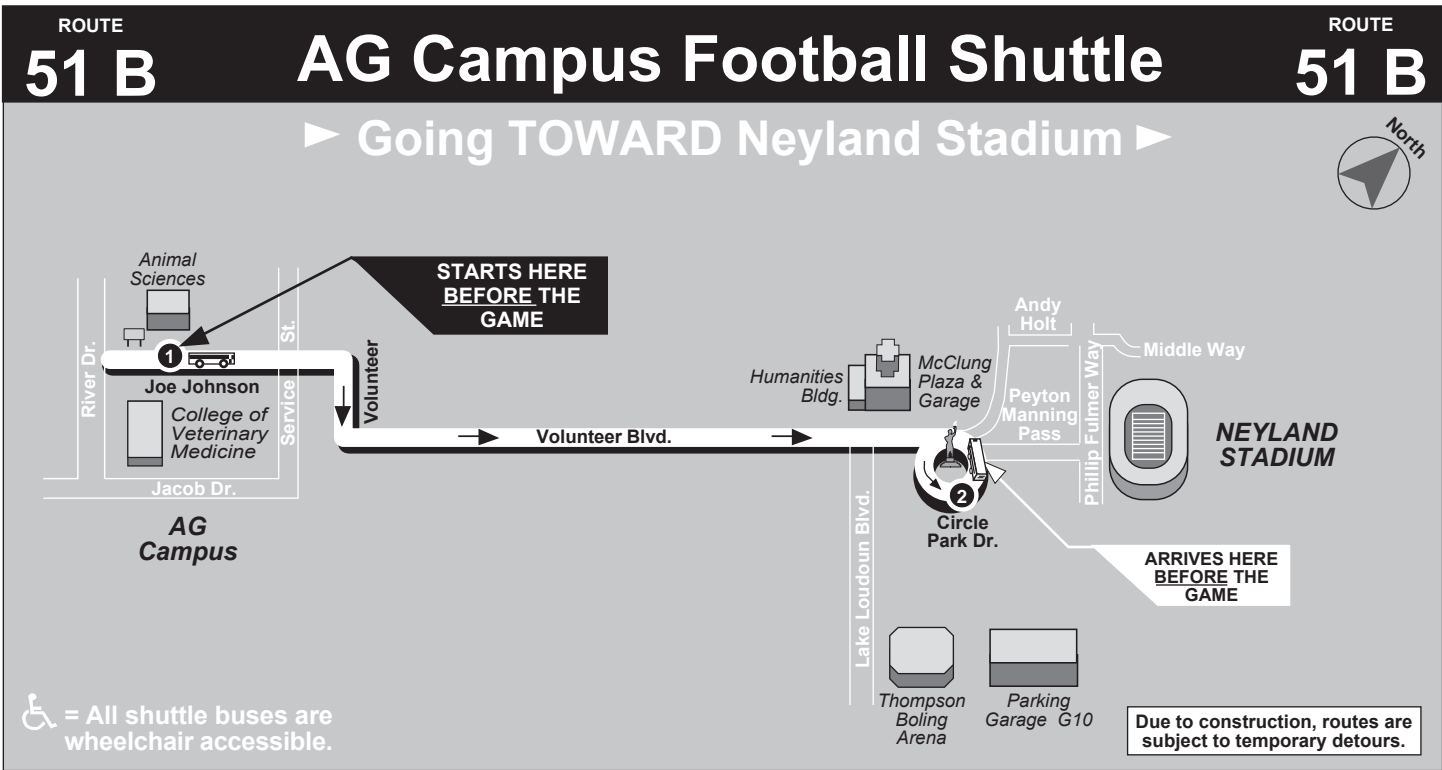 ROUTE
51 B
AG Campus Football Shuttle
ROUTE
51 B
Going TOWARD Neyland Stadium
North
Animal
Sciences
STARTS HERE
BEFORE THE
GAME
River Dr.
1
Joe Johnson
Service St.
Volunteer
College of
Veterinary
Medicine
Jacob Dr.
AG
Campus
Volunteer Blvd.
Humanities
Bldg.
McClung
Plaza &
Garage
Andy
Holt
Middle Way
Peyton
Manning
Pass
Phillip Fulmer Way
NEYLAND
STADIUM
2
Circle
Park Dr.
Lake Loudoun Blvd.
ARRIVES HERE
BEFORE THE
GAME
Thompson
Boling
Arena
Parking
Garage G10
= All shuttle buses are
wheelchair accessible.
Due to construction, routes are
subject to temporary detours.